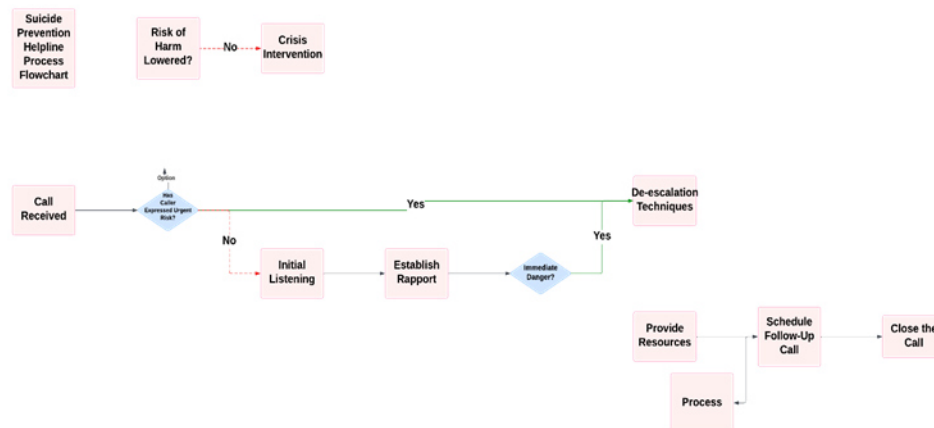 Suicide
Prevention
Helpline
Process
Flowchart
Risk of
Harm
Lowered?
No
Crisis
Intervention
Option
Has
Caller
Expressed Urgent
Risk?
Call
Received
Yes
De-escalation
Techniques
No
Yes
Initial
Listening
Establish
Rapport
Immediate
Danger?
Provide
Resources
Schedule
Follow-Up
Call
Close the
Call
Process